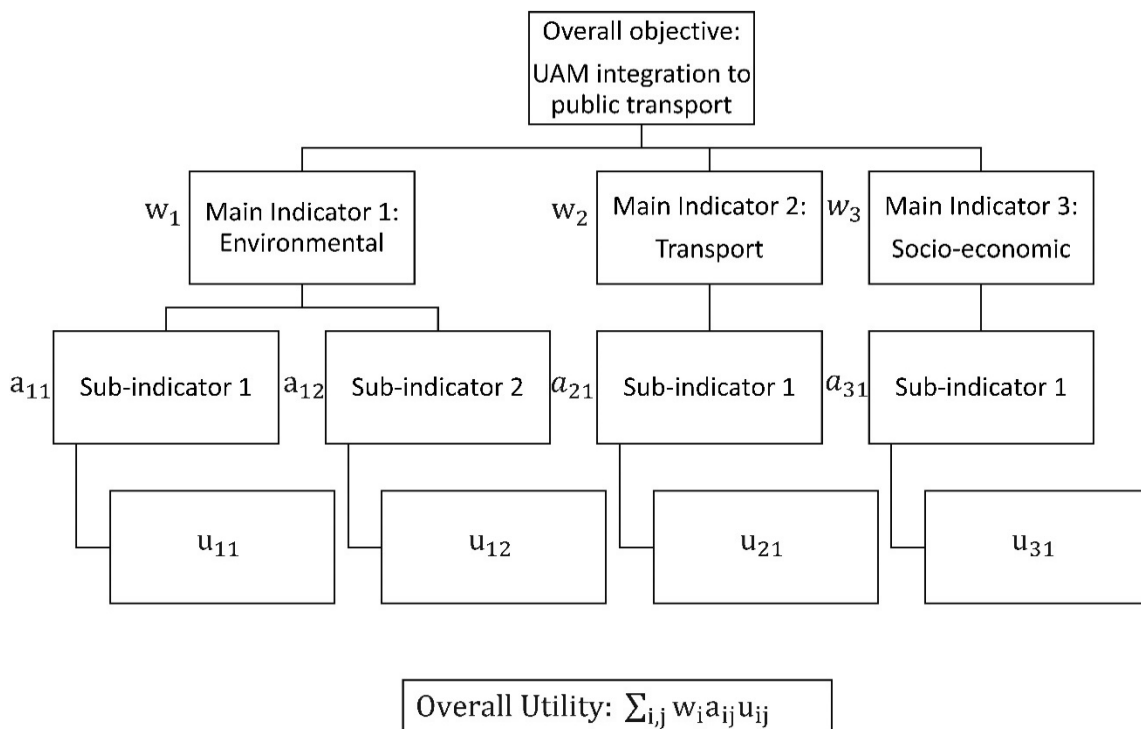 Overall objective:
UAM integration to
public transport
w₁
Main Indicator 1:
Environmental
w₂
Main Indicator 2:
Transport
w₃
Main Indicator 3:
Socio-economic
a₁₁
Sub-indicator 1
a₁₂
Sub-indicator 2
a₂₁
Sub-indicator 1
a₃₁
Sub-indicator 1
u₁₁
u₁₂
u₂₁
u₃₁
Overall Utility: ∑ᵢ,ⱼ wᵢaᵢⱼuᵢⱼ